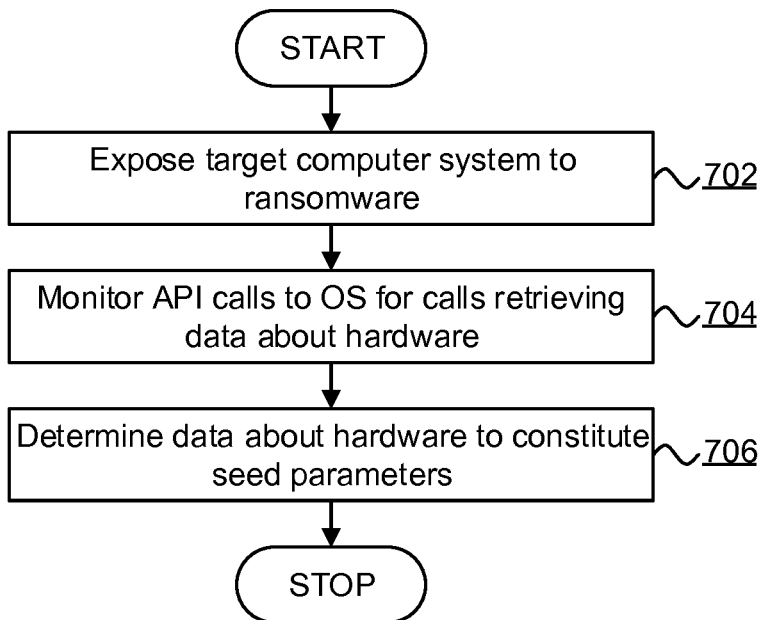 START
Expose target computer system to
ransomware
702
Monitor API calls to OS for calls retrieving
data about hardware
704
Determine data about hardware to constitute
seed parameters
706
STOP